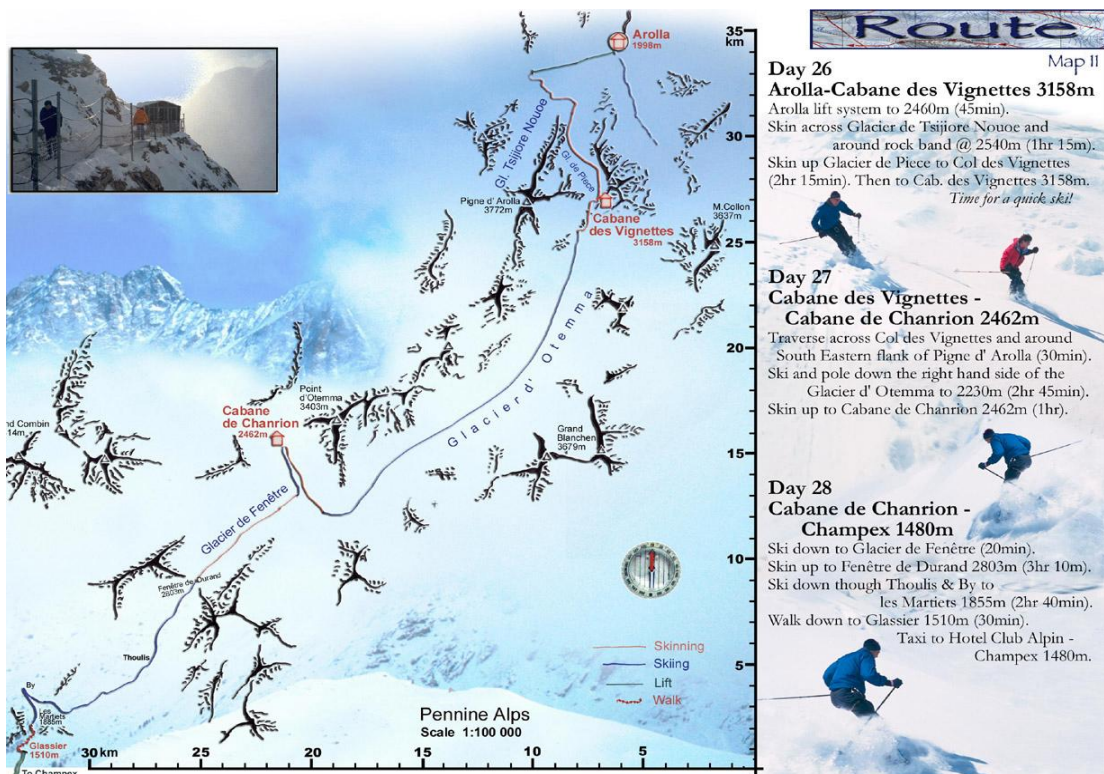 Route
Map 11
Day 26
Arolla-Cabane des Vignettes 3158m
Arolla lift system to 2460m (45min).
Skin across Glacier de Tsijiore Nouoe and
around rock band @ 2540m (1hr 15m).
Skin up Glacier de Piece to Col des Vignettes
(2hr 15min). Then to Cab. des Vignettes 3158m.
Time for a quick ski!
Day 27
Cabane des Vignettes -
Cabane de Chanrion 2462m
Traverse across Col des Vignettes and around
South Eastern flank of Pigne d' Arolla (30min).
Ski and pole down the right hand side of the
Glacier d' Otemma to 2230m (2hr 45min).
Skin up to Cabane de Chanrion 2462m (1hr).
Day 28
Cabane de Chanrion -
Champex 1480m
Ski down to Glacier de Fenêtre (20min).
Skin up to Fenêtre de Durand 2803m (3hr 10m).
Ski down though Thoulis & By to
les Martiets 1855m (2hr 40min).
Walk down to Glassier 1510m (30min).
Taxi to Hotel Club Alpin -
Champex 1480m.
35
km
30
25
20
15
10
5
Arolla
1998m
Gl. Tsijiore Nouoe
Gl. de Piece
Pigne d' Arolla
3772m
Cabane
des Vignettes
3158m
M.Collon
3637m
Glacier d' Otemma
Point
d'Otemma
3403m
Cabane
de Chanrion
2462m
nd Combin
14m
Grand
Blanchen
3679m
Glacier de Fenêtre
Fenêtre de Durand
2803m
Thoulis
By
Les
Martiets
1885m
Glassier
1510m
To Champex
Skinning
Skiing
Lift
Walk
Pennine Alps
Scale 1:100 000
30 km
25
20
15
10
5